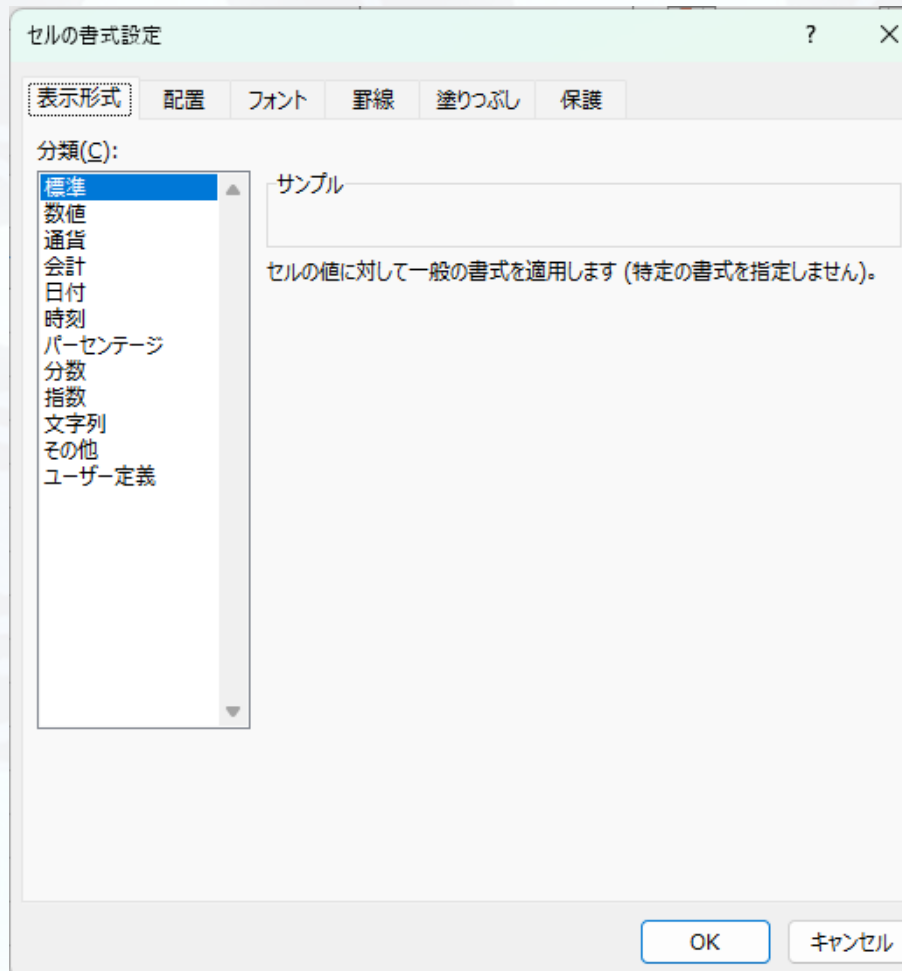 セルの書式設定
?
×
表示形式 配置 フォント 罫線 塗りつぶし 保護
分類(C):
標準
数値
通貨
会計
日付
時刻
パーセンテージ
分数
指数
文字列
その他
ユーザー定義
サンプル
セルの値に対して一般の書式を適用します (特定の書式を指定しません)。
OK キャンセル